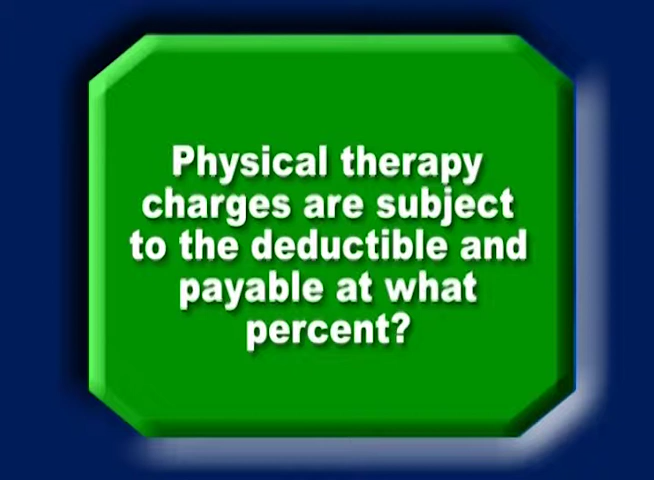 Physical therapy
charges are subject
to the deductible and
payable at what
percent?